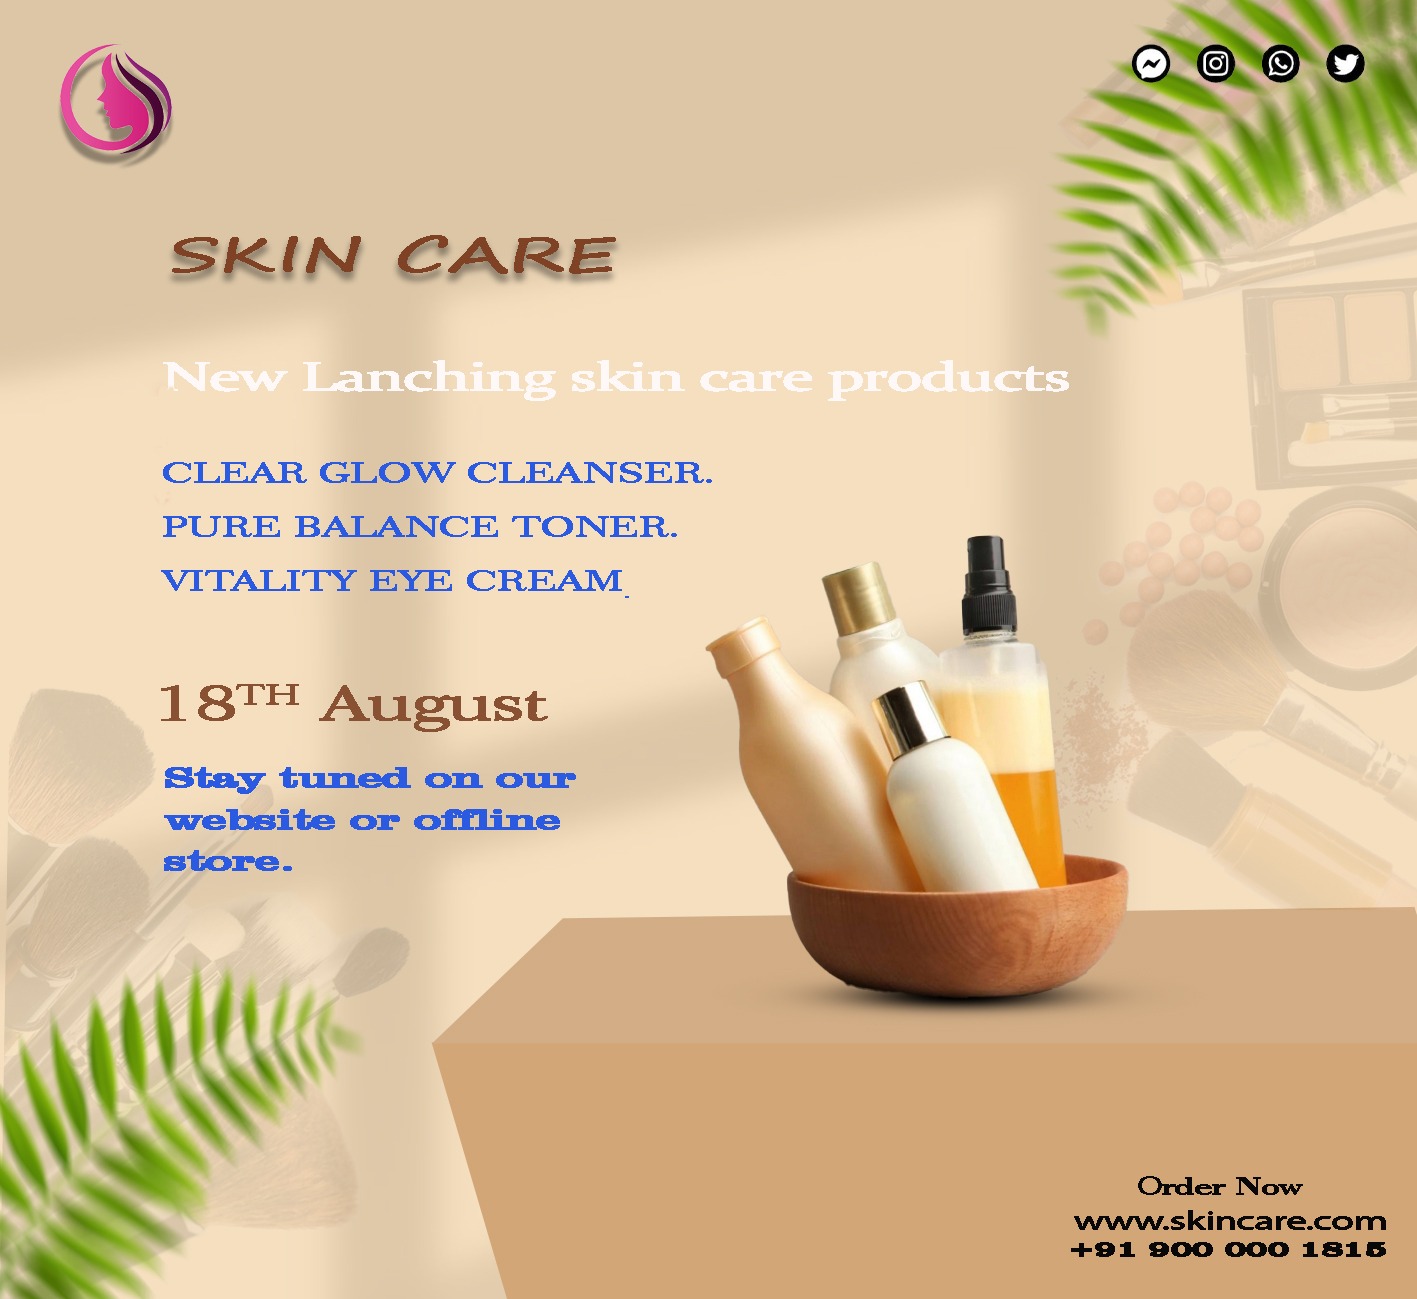 SKIN CARE
New Lanching skin care products
CLEAR GLOW CLEANSER.
PURE BALANCE TONER.
VITALITY EYE CREAM.
18TH August
Stay tuned on our
website or offline
store.
Order Now
www.skincare.com
+91 900 000 1815